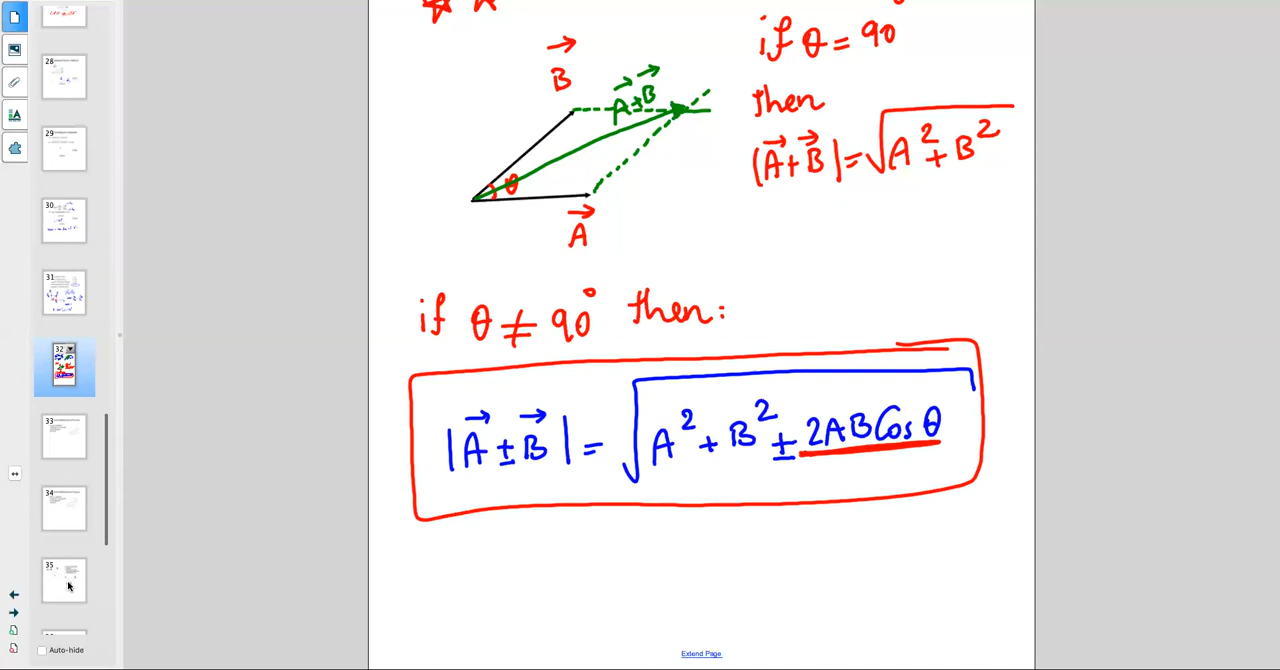 28
29
30
31
32
33
34
35
Auto-hide
if θ = 90
then
|A⃗ + B⃗| = √A² + B²
B⃗
A⃗ ± B⃗
θ
A⃗
if θ ≠ 90° then:
|A⃗ ± B⃗| = √A² + B² ± 2AB Cos θ
Extend Page